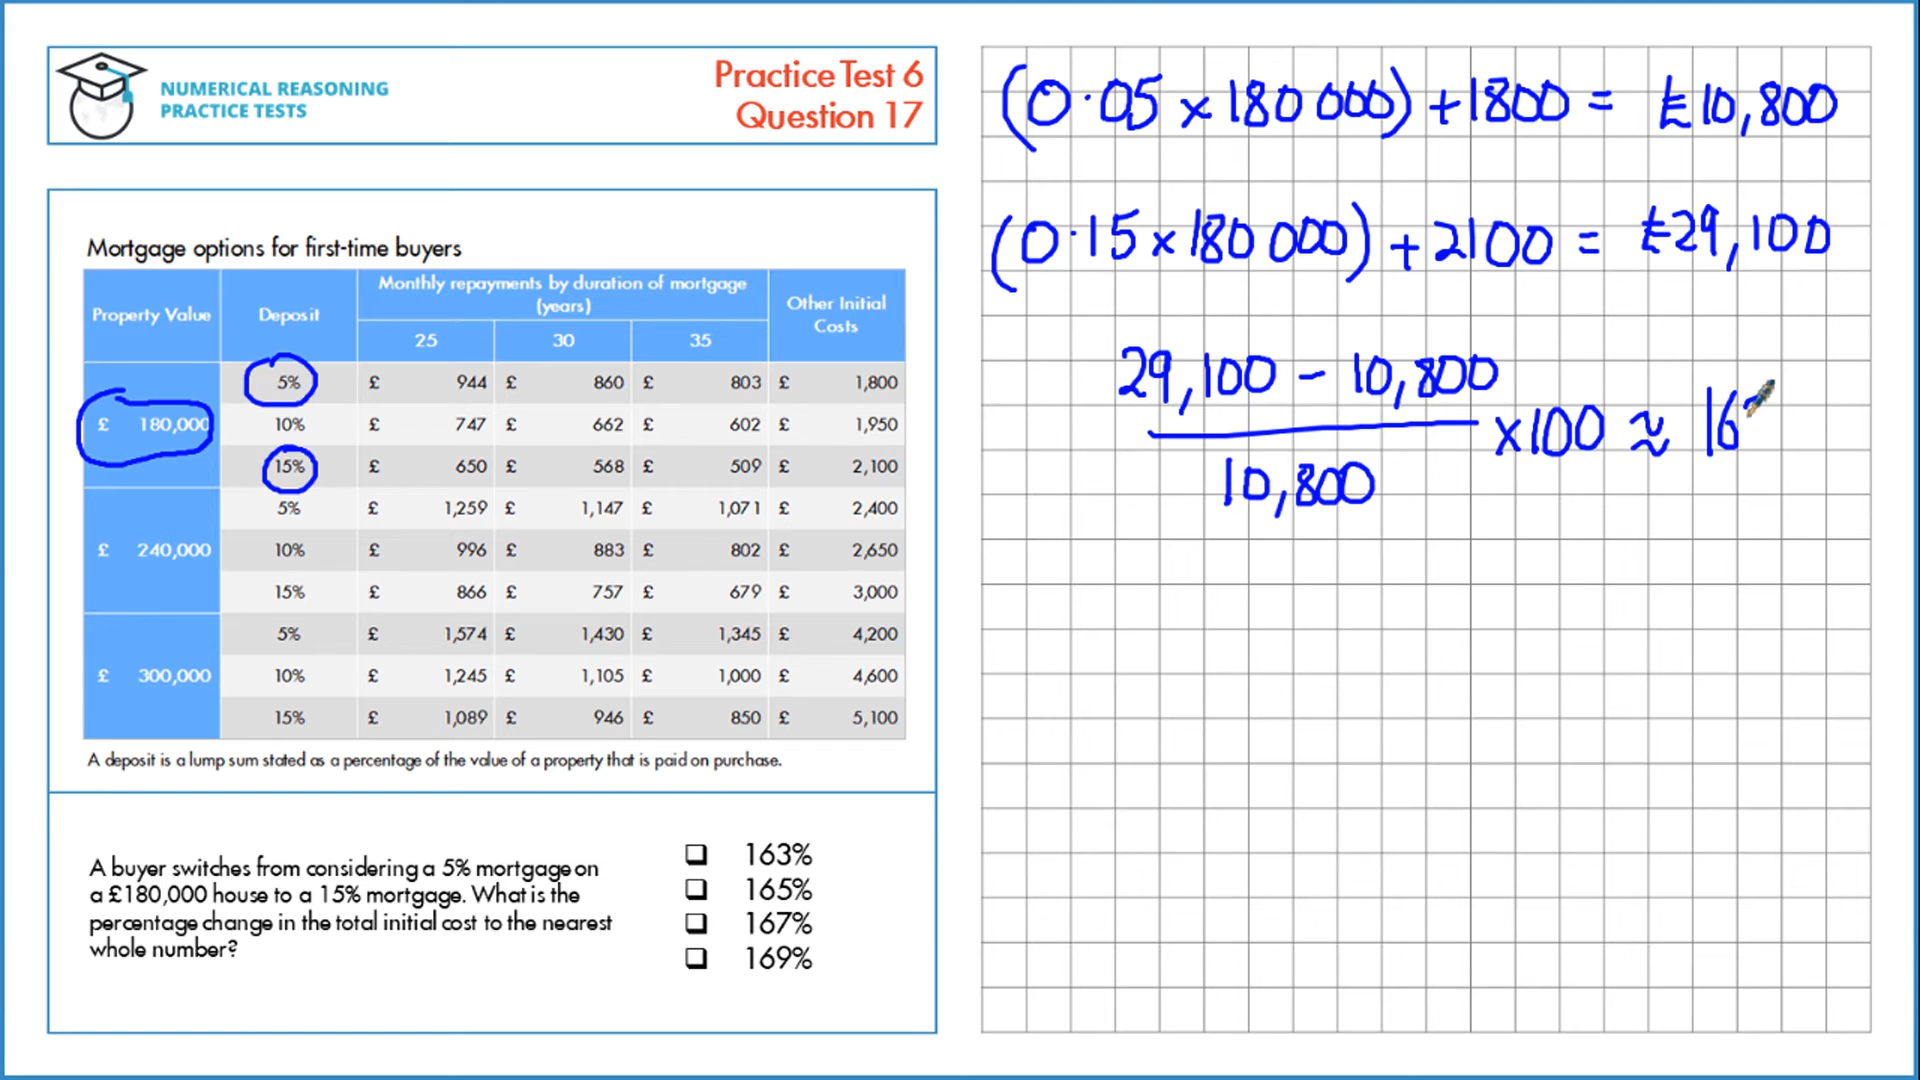 NUMERICAL REASONING
PRACTICE TESTS
Practice Test 6
Question 17
Mortgage options for first-time buyers
Property Value Deposit Monthly repayments by duration of mortgage (years) Other Initial Costs
25 30 35
£ 180,000 5% £ 944 £ 860 £ 803 £ 1,800
10% £ 747 £ 662 £ 602 £ 1,950
15% £ 650 £ 568 £ 509 £ 2,100
£ 240,000 5% £ 1,259 £ 1,147 £ 1,071 £ 2,400
10% £ 996 £ 883 £ 802 £ 2,650
15% £ 866 £ 757 £ 679 £ 3,000
£ 300,000 5% £ 1,574 £ 1,430 £ 1,345 £ 4,200
10% £ 1,245 £ 1,105 £ 1,000 £ 4,600
15% £ 1,089 £ 946 £ 850 £ 5,100
A deposit is a lump sum stated as a percentage of the value of a property that is paid on purchase.
A buyer switches from considering a 5% mortgage on
a £180,000 house to a 15% mortgage. What is the
percentage change in the total initial cost to the nearest
whole number?
163%
165%
167%
169%
(0.05 × 180 000) + 1800 = £10,800
(0.15 × 180 000) + 2100 = £29,100
29,100 - 10,800
× 100 ≈ 16
10,800